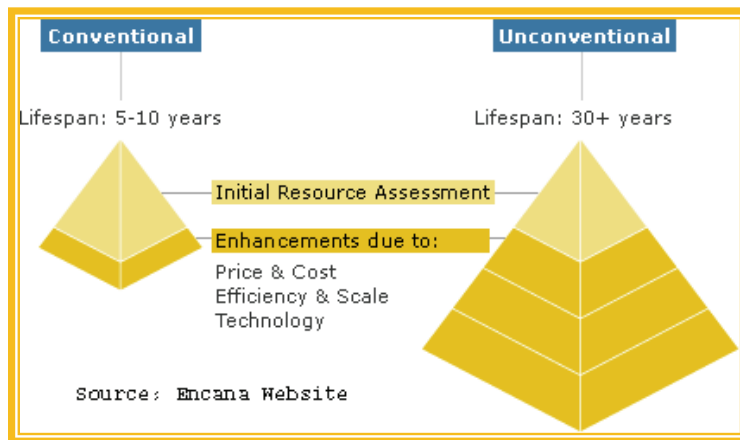 Conventional
Unconventional
Lifespan: 5-10 years
Lifespan: 30+ years
Initial Resource Assessment
Enhancements due to:
Price & Cost
Efficiency & Scale
Technology
Source; Encana Website